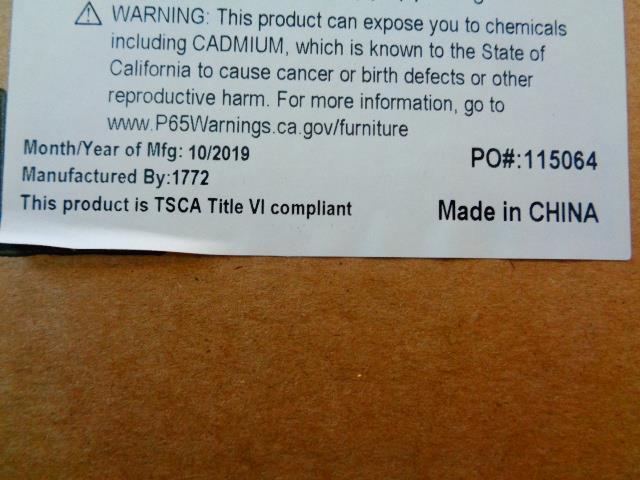 WARNING: This product can expose you to chemicals
including CADMIUM, which is known to the State of
California to cause cancer or birth defects or other
reproductive harm. For more information, go to
www.P65Warnings.ca.gov/furniture
Month/Year of Mfg: 10/2019
PO#:115064
Manufactured By:1772
This product is TSCA Title VI compliant
Made in CHINA